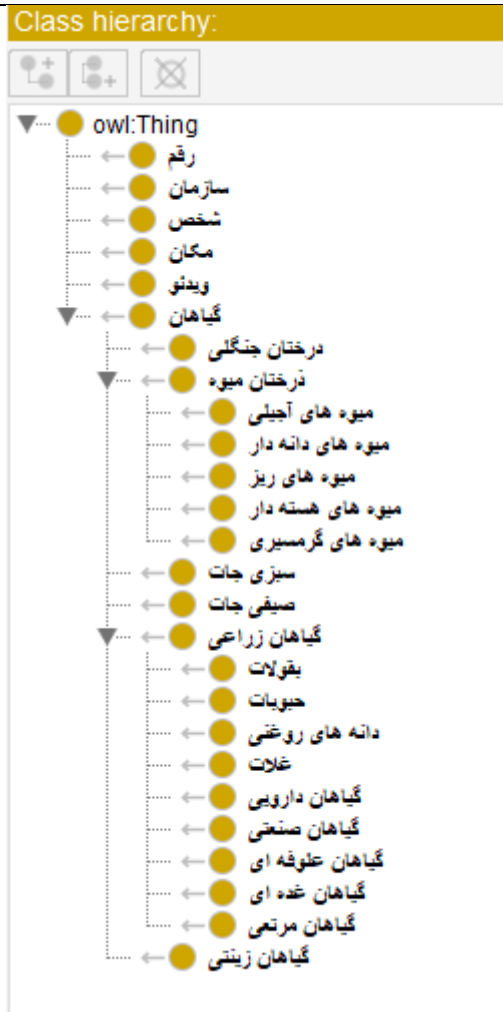 Class hierarchy:
owl:Thing
رقم
سازمان
شخص
مکان
ویدئو
گیاهان
درختان جنگلی
درختان میوه
میوه های آجیلی
میوه های دانه دار
میوه های ریز
میوه های هسته دار
میوه های گرمسیری
سبزی جات
صیفی جات
گیاهان زراعی
بقولات
حبوبات
دانه های روغنی
غلات
گیاهان دارویی
گیاهان صنعتی
گیاهان علوفه ای
گیاهان غده ای
گیاهان مرتعی
گیاهان زینتی